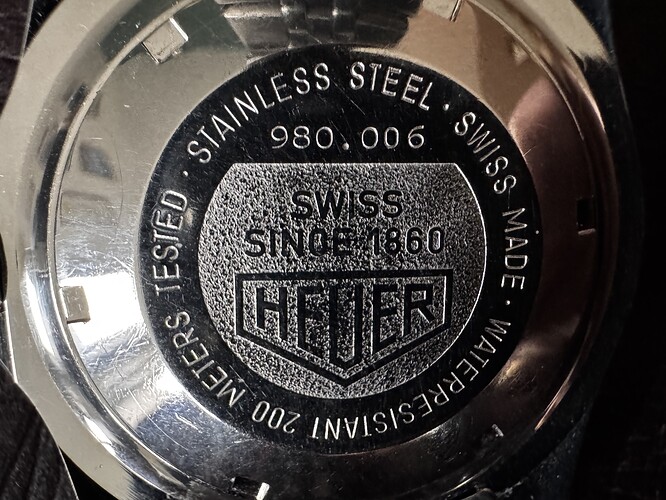 STAINLESS STEEL · SWISS MADE · WATERRESISTANT 200 METERS TESTED ·
980.006
SWISS
SINCE 1860
HEUER